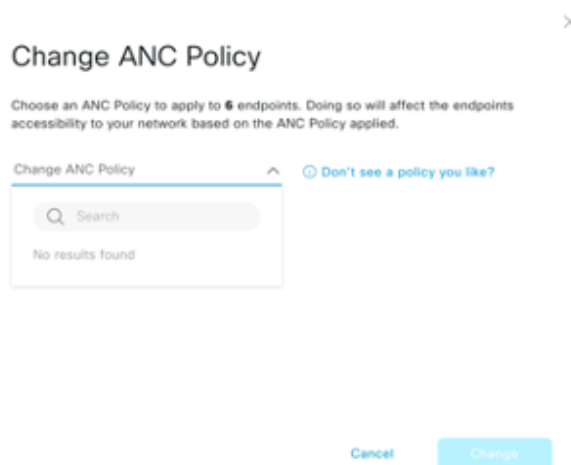 Change ANC Policy
Choose an ANC Policy to apply to 6 endpoints. Doing so will affect the endpoints
accessibility to your network based on the ANC Policy applied.
Change ANC Policy
Don't see a policy you like?
Search
No results found
Cancel
Change